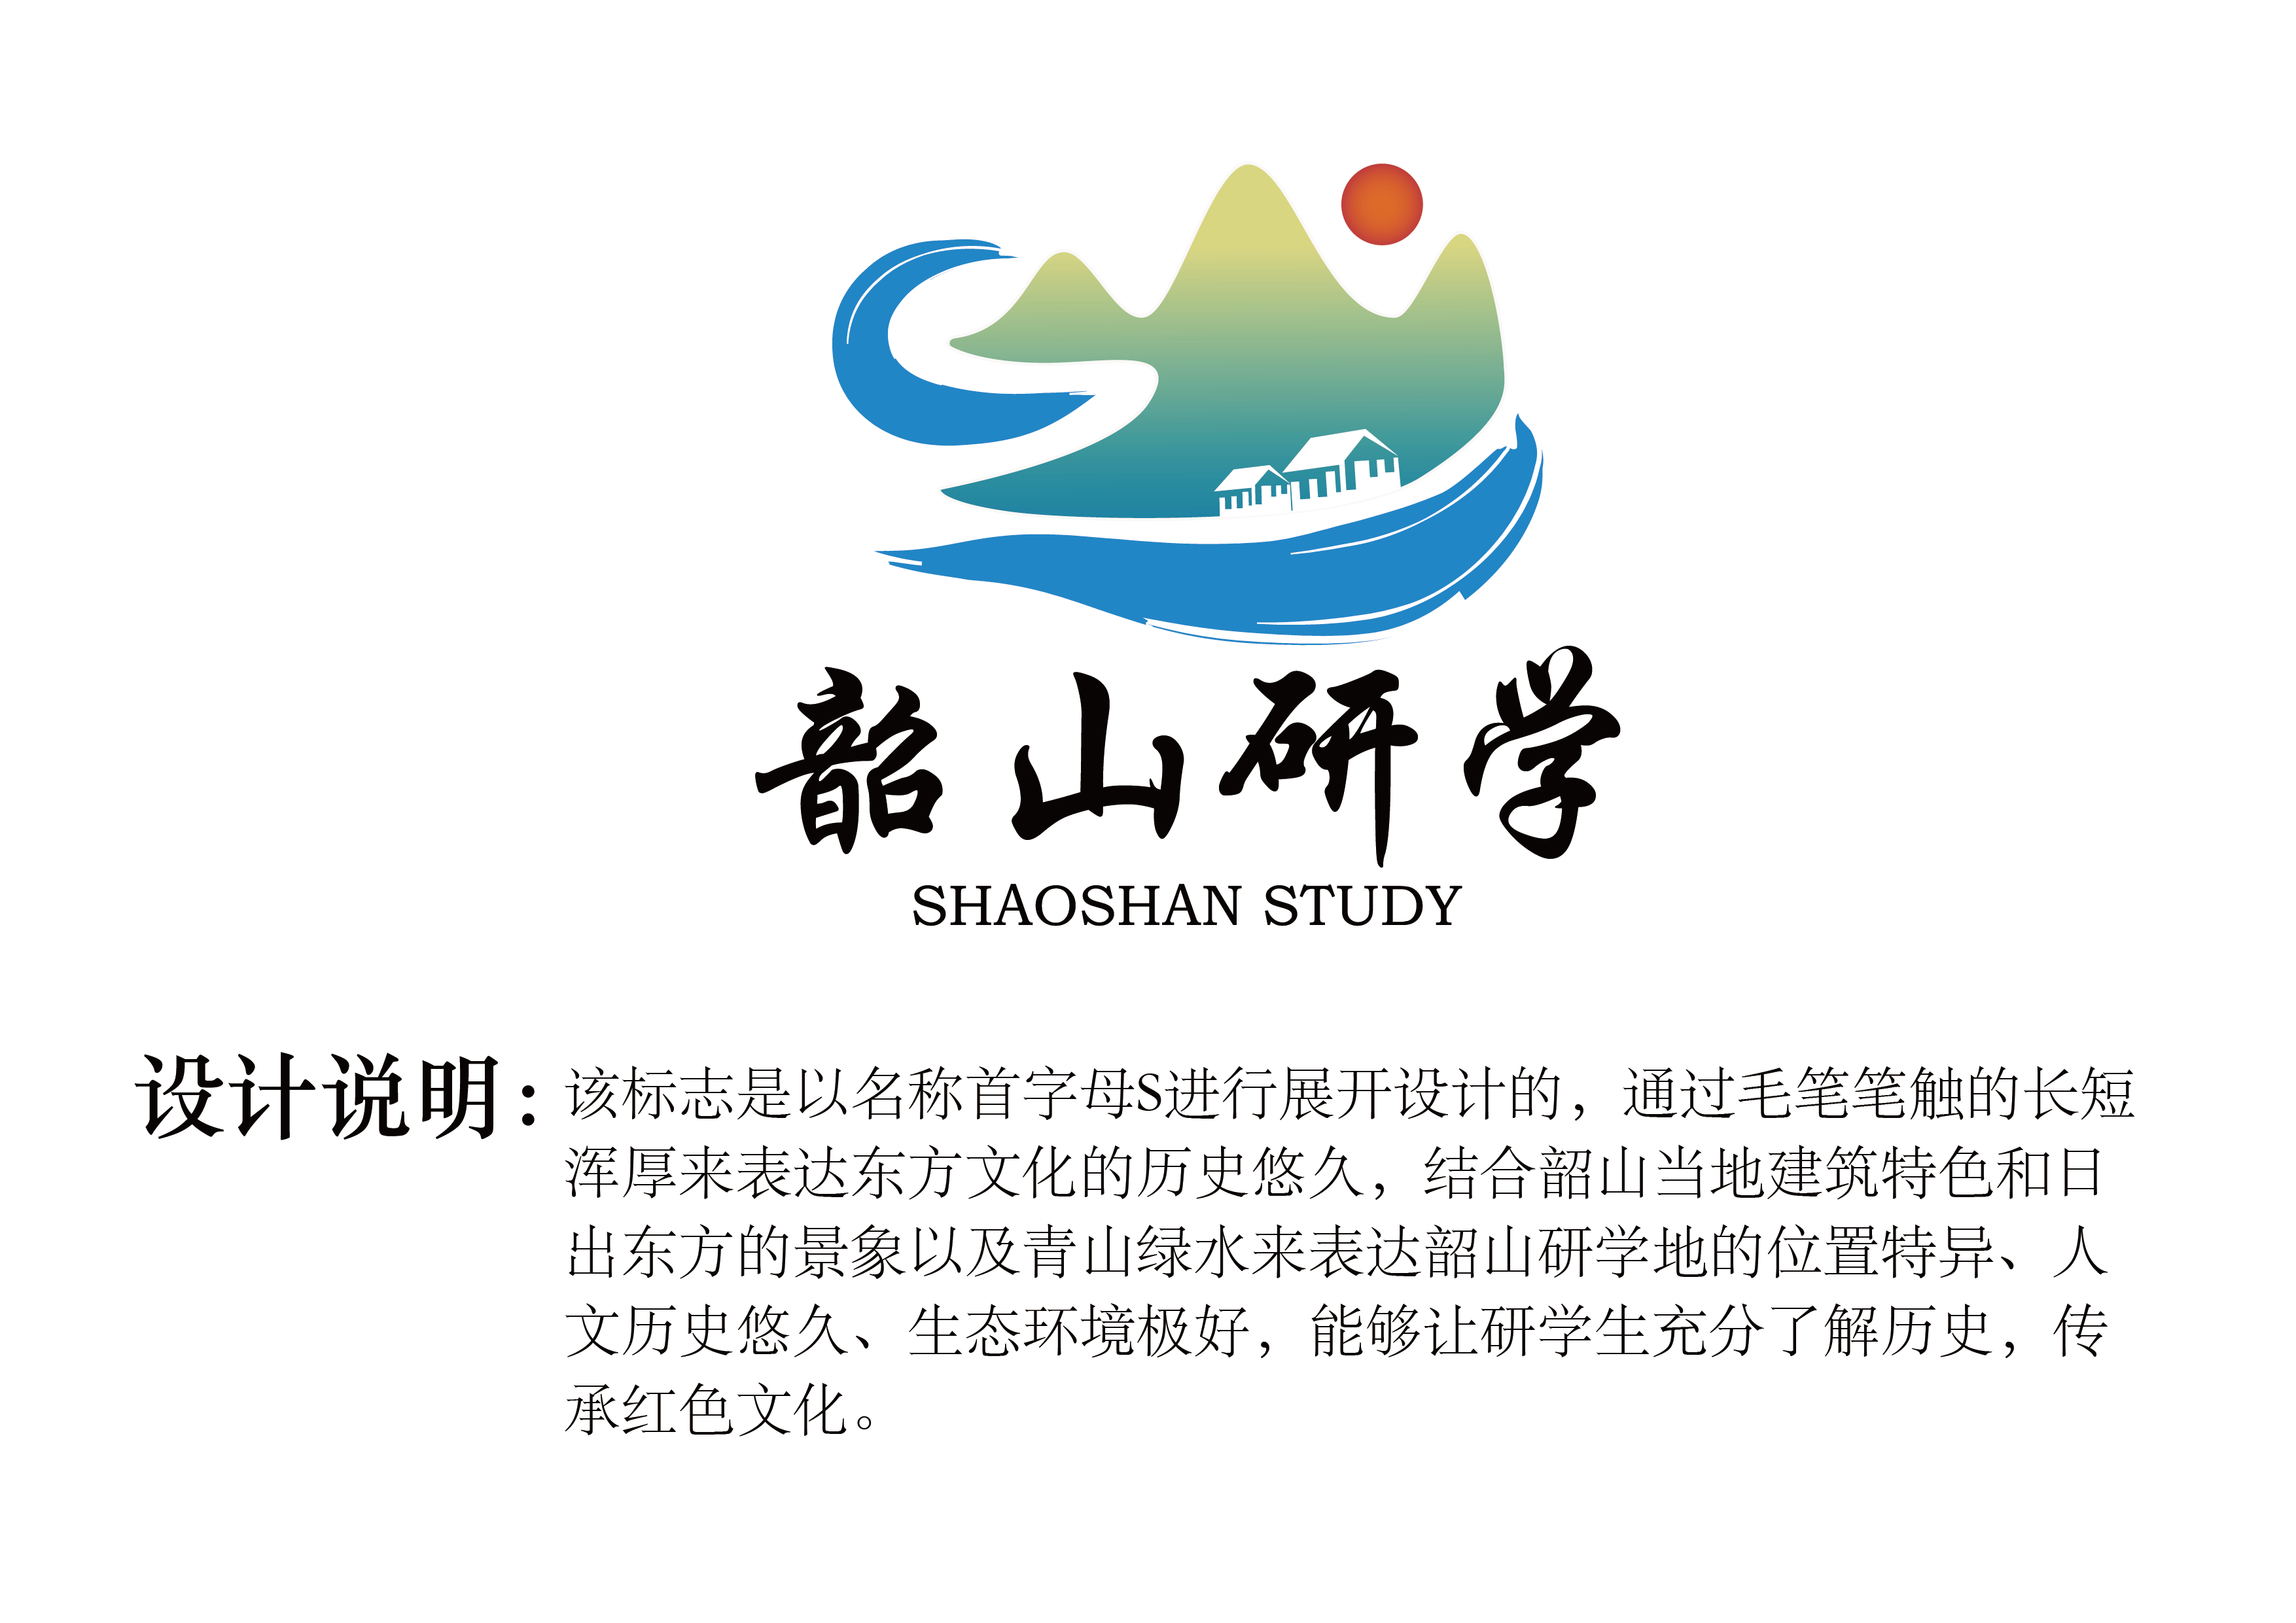 韶山研学
SHAOSHAN STUDY
设计说明：
该标志是以名称首字母S进行展开设计的，通过毛笔笔触的长短
浑厚来表达东方文化的历史悠久，结合韶山当地建筑特色和日
出东方的景象以及青山绿水来表达韶山研学地的位置特异、人
文历史悠久、生态环境极好，能够让研学生充分了解历史，传
承红色文化。